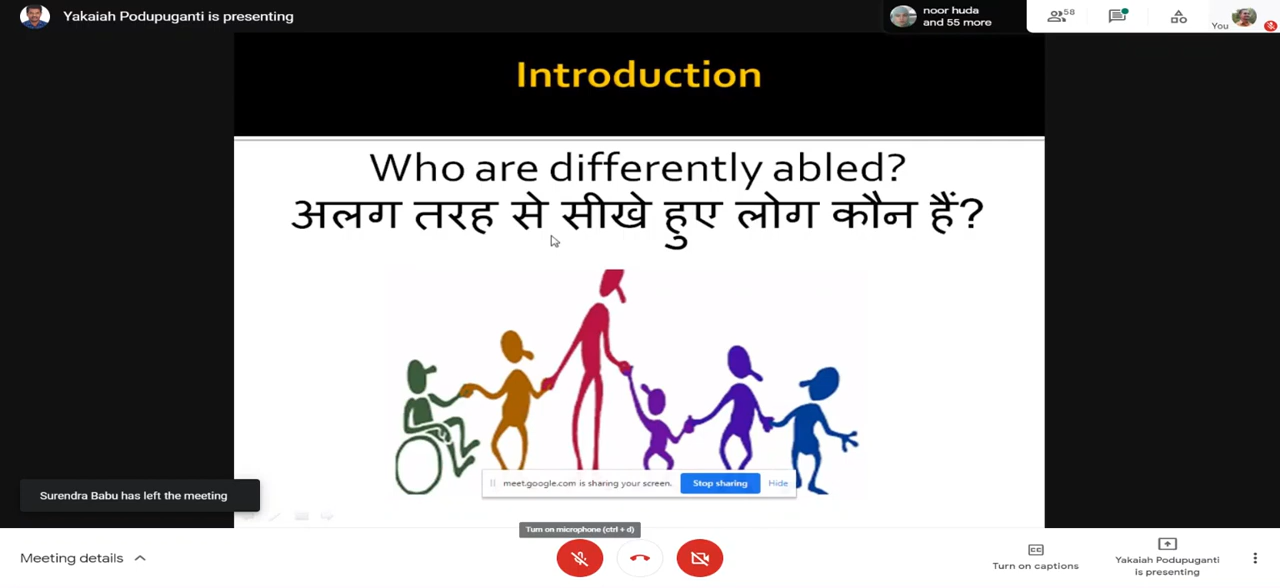 Yakaiah Podupuganti is presenting
noor huda
and 55 more
58
You
Introduction
Who are differently abled?
अलग तरह से सीखे हुए लोग कौन हैं?
meet.google.com is sharing your screen.
Stop sharing
Hide
Surendra Babu has left the meeting
Turn on microphone (ctrl + d)
Meeting details
CC
Turn on captions
Yakaiah Podupuganti
is presenting